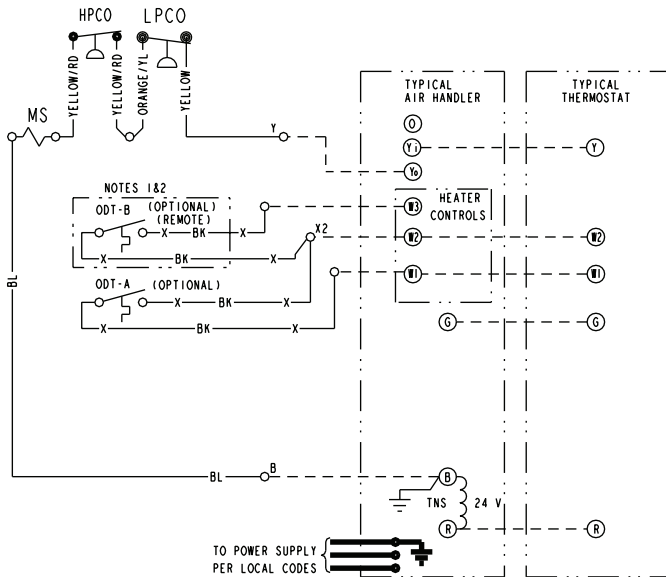 HPCO
LPCO
YELLOW/RD
YELLOW/RD
ORANGE/YL
YELLOW
MS
Y
TYPICAL
AIR HANDLER
TYPICAL
THERMOSTAT
O
Yi
Y
Yo
NOTES 1&2
ODT-B
(OPTIONAL)
(REMOTE)
X
BK
X
X
BK
X
X2
W3
HEATER
CONTROLS
W2
W2
W1
W1
ODT-A
(OPTIONAL)
X
BK
X
X
BK
X
G
G
BL
BL
B
B
TNS
24 V
R
R
TO POWER SUPPLY
PER LOCAL CODES